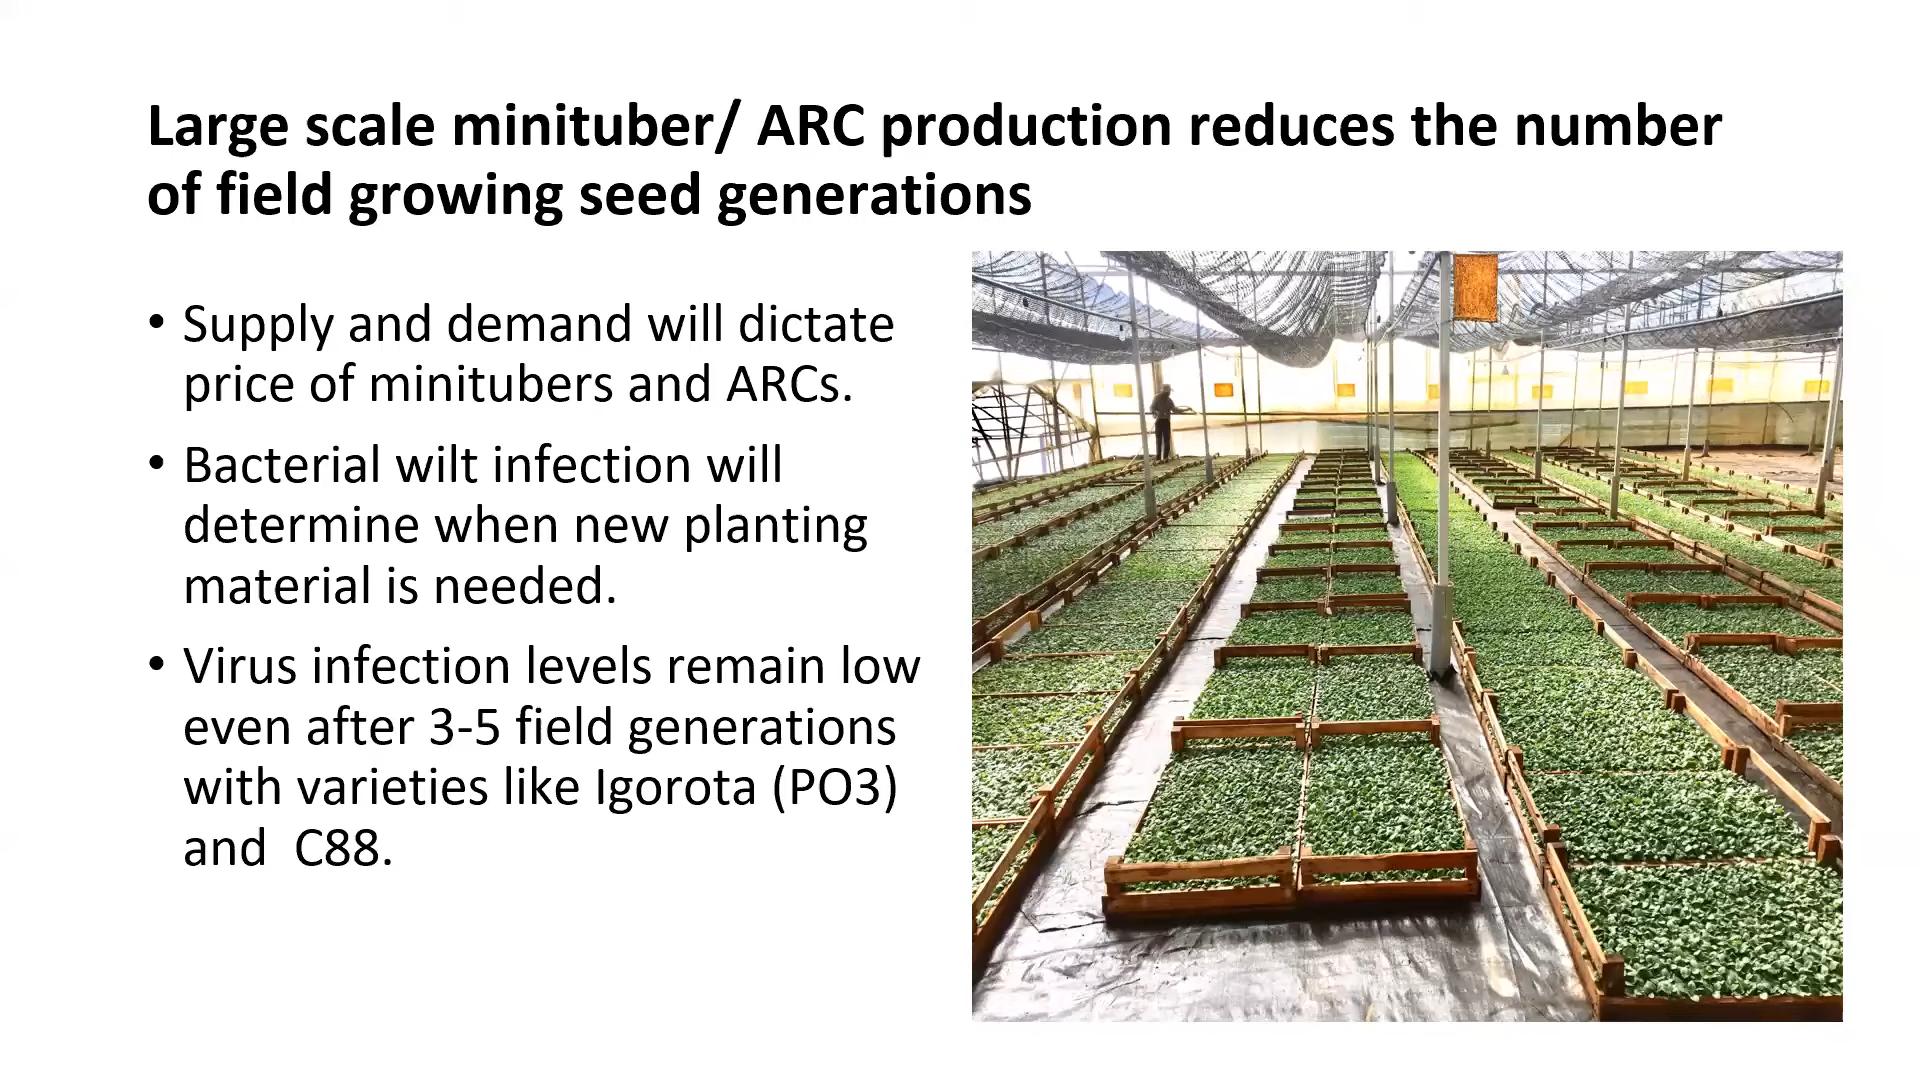 Large scale minituber/ ARC production reduces the number
of field growing seed generations
• Supply and demand will dictate
price of minitubers and ARCs.
• Bacterial wilt infection will
determine when new planting
material is needed.
• Virus infection levels remain low
even after 3-5 field generations
with varieties like Igorota (PO3)
and  C88.